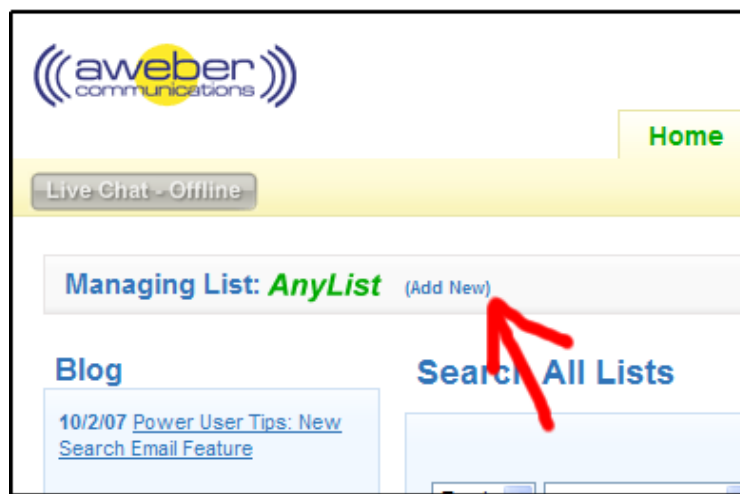 ((aweber))
communications
Home
Live Chat - Offline
Managing List: AnyList (Add New)
Blog
Search All Lists
10/2/07 Power User Tips: New
Search Email Feature